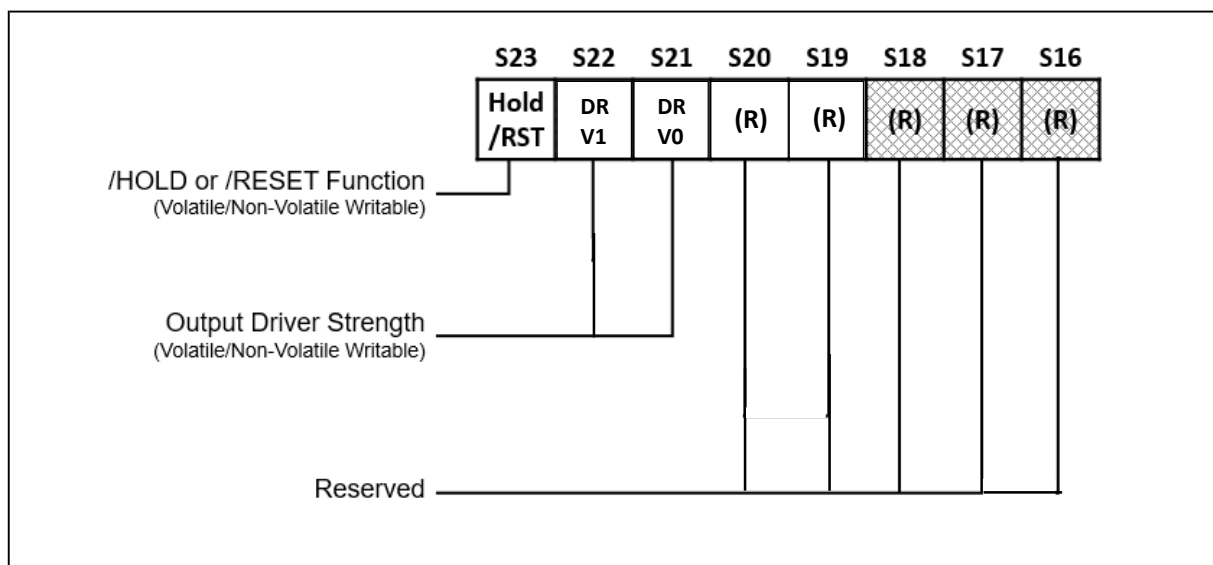 S23 S22 S21 S20 S19 S18 S17 S16
Hold /RST
DR V1
DR V0
(R) (R) (R) (R) (R)
/HOLD or /RESET Function
(Volatile/Non-Volatile Writable)
Output Driver Strength
(Volatile/Non-Volatile Writable)
Reserved